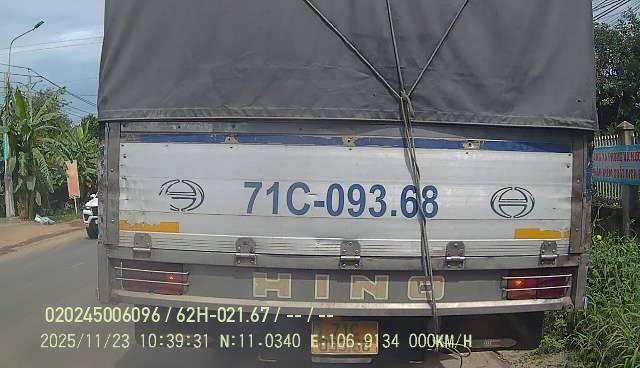 71C-093.68
HINO
020245006096 / 62H-021.67 / -- / --
2025/11/23 10:39:31 N:11.0340 E:106.9134 000KM/H